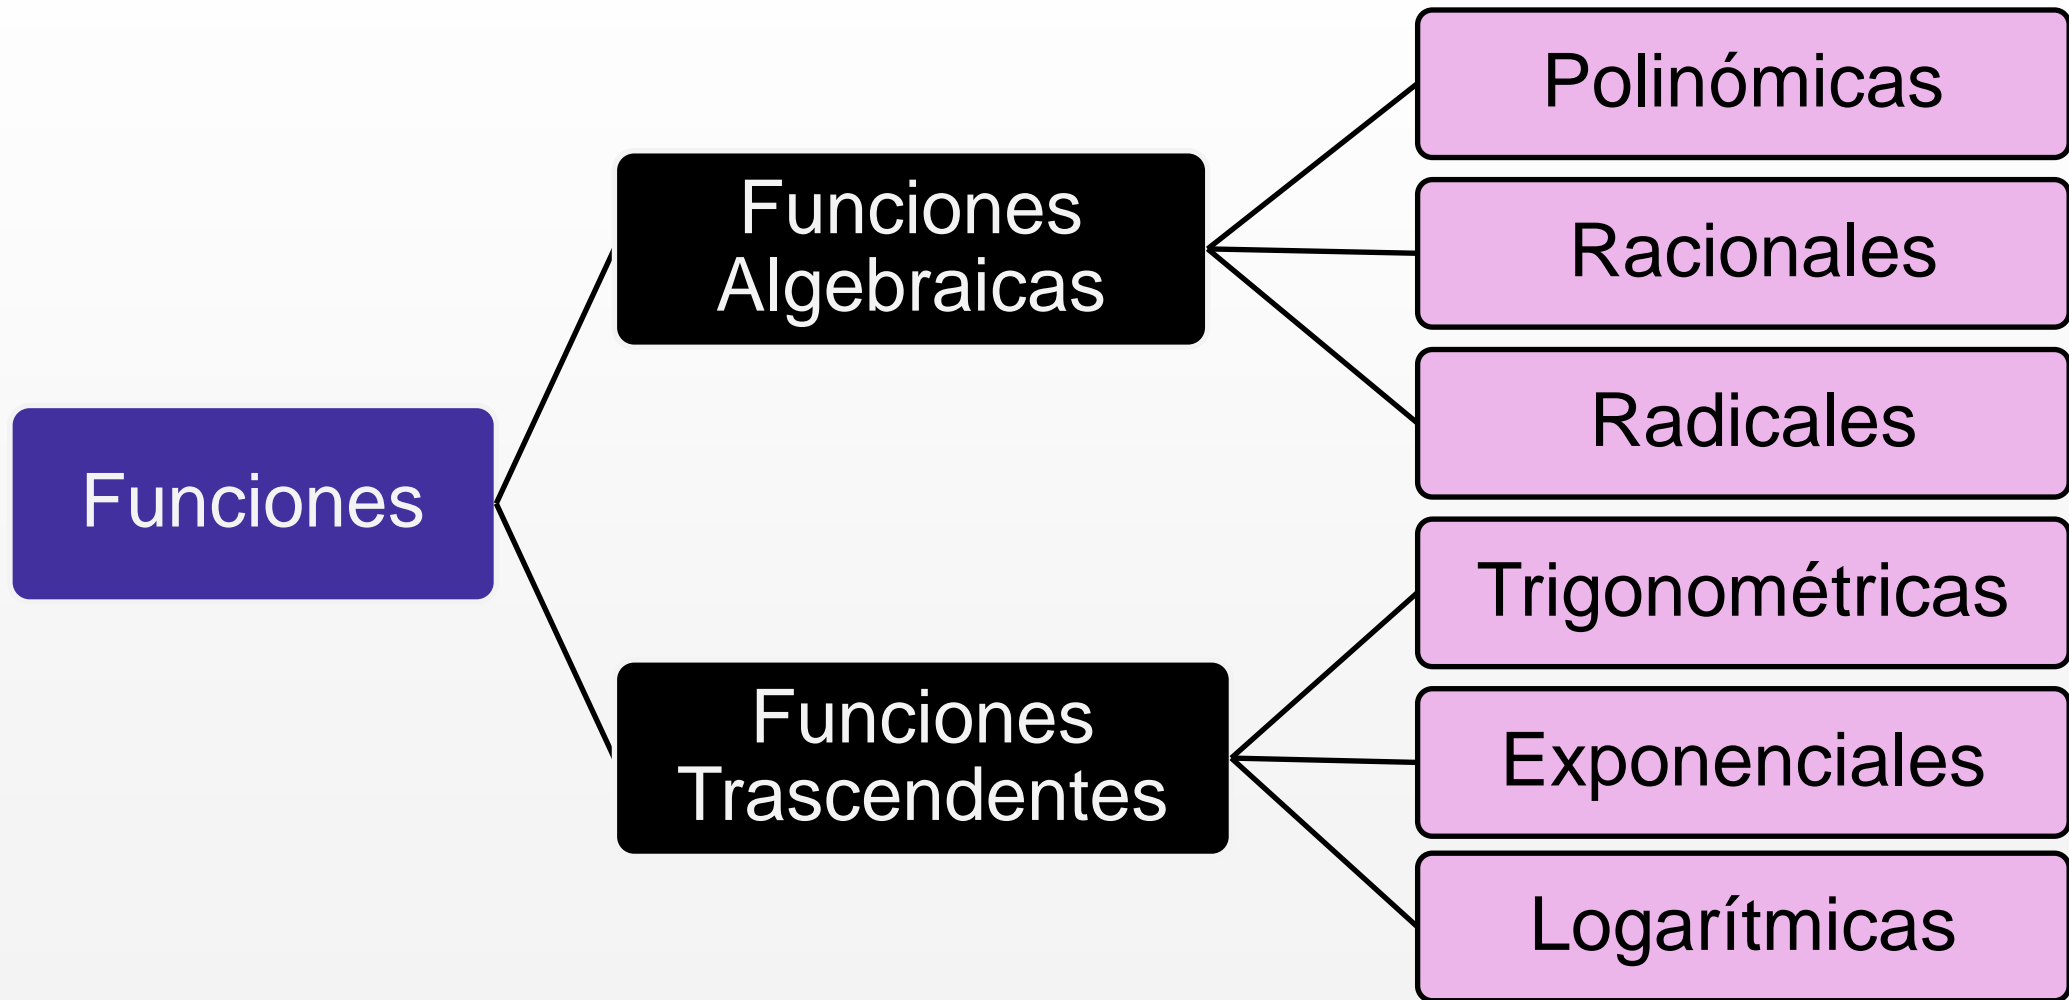 Funciones
Funciones
Algebraicas
Polinómicas
Racionales
Radicales
Funciones
Trascendentes
Trigonométricas
Exponenciales
Logarítmicas